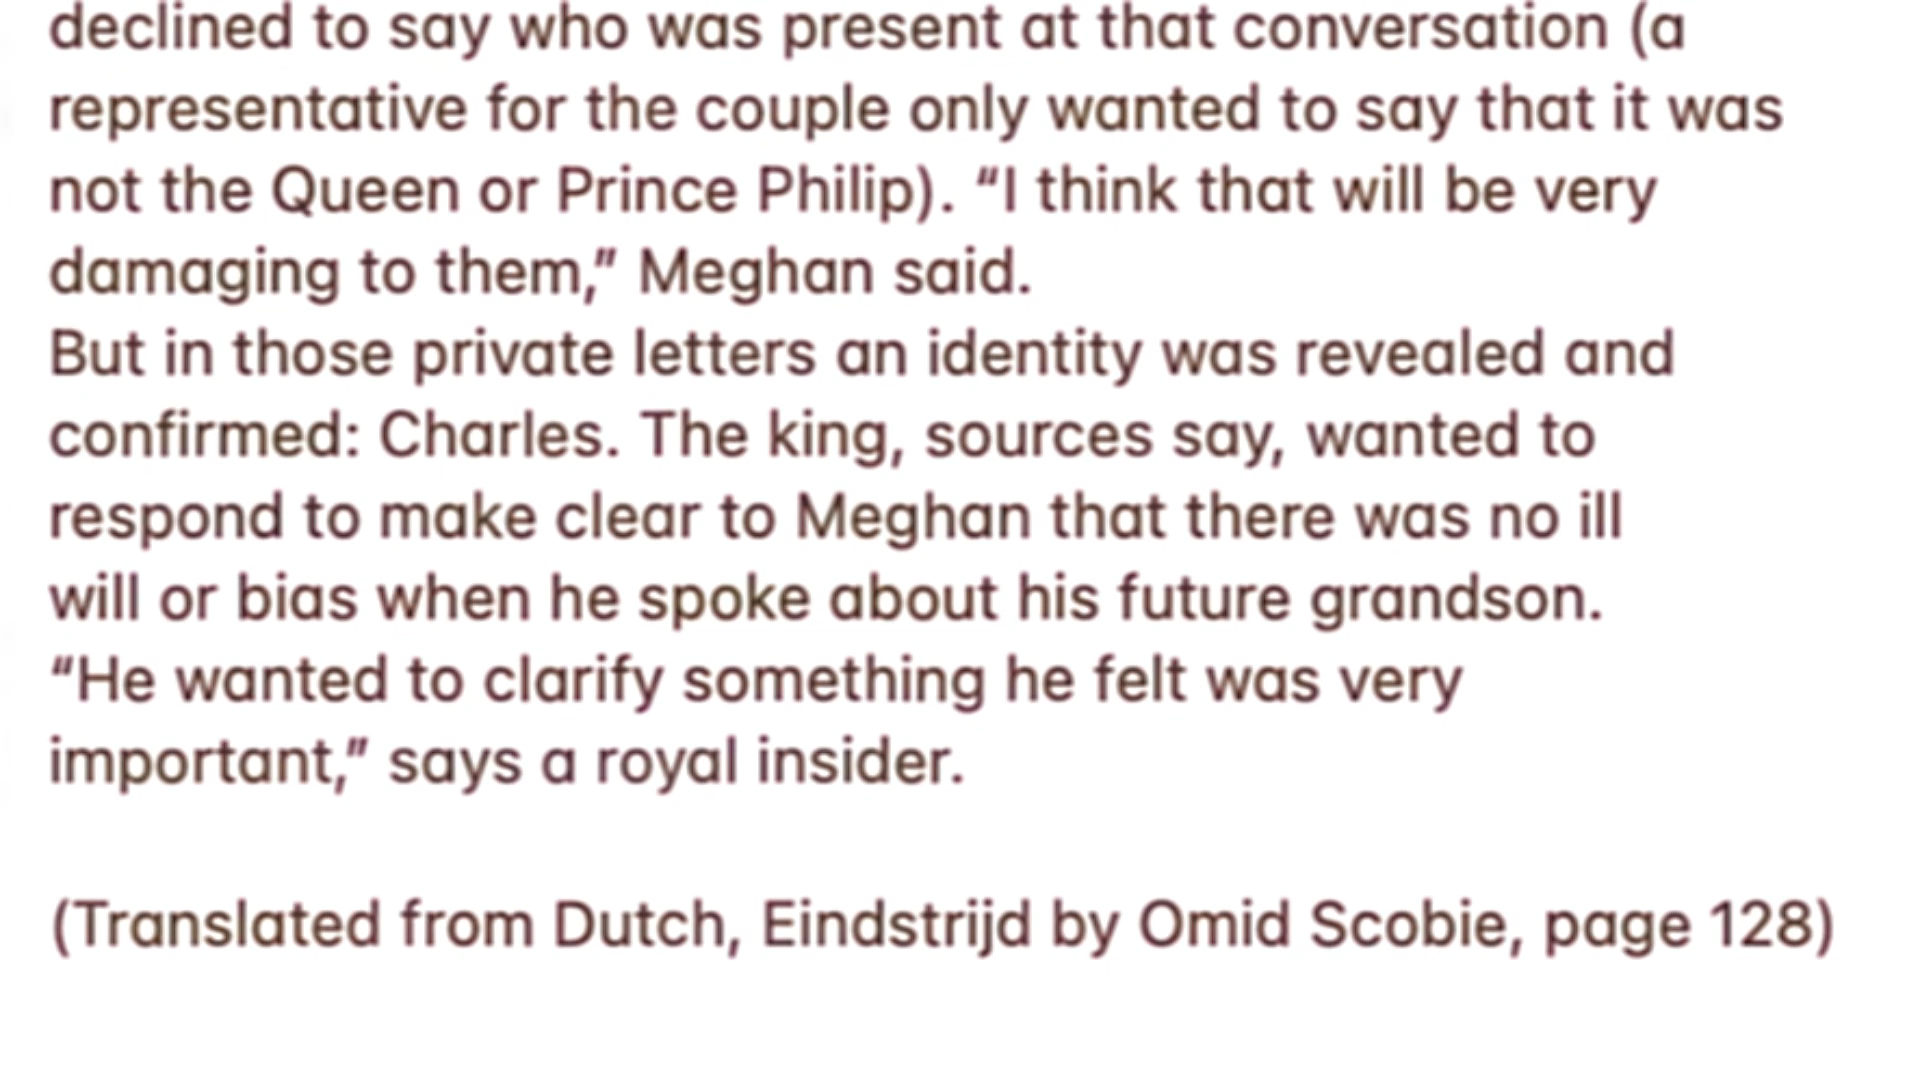 declined to say who was present at that conversation (a
representative for the couple only wanted to say that it was
not the Queen or Prince Philip). “I think that will be very
damaging to them,” Meghan said.
But in those private letters an identity was revealed and
confirmed: Charles. The king, sources say, wanted to
respond to make clear to Meghan that there was no ill
will or bias when he spoke about his future grandson.
“He wanted to clarify something he felt was very
important,” says a royal insider.
(Translated from Dutch, Eindstrijd by Omid Scobie, page 128)